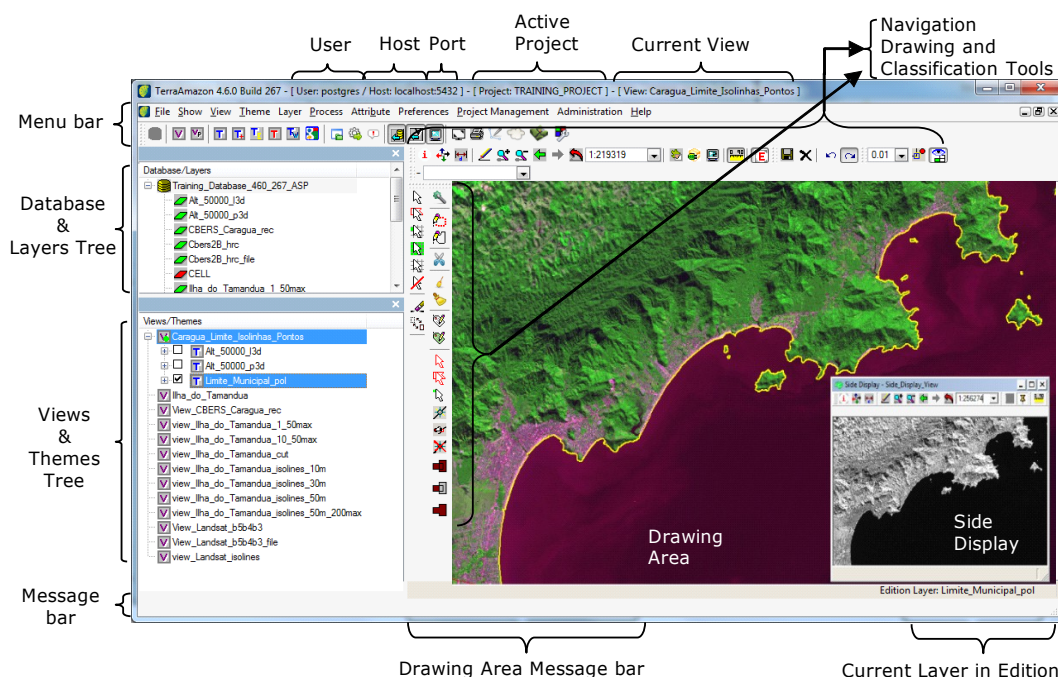 User
Host
Port
Active
Project
Current View
Navigation
Drawing and
Classification Tools
TerraAmazon 4.6.0 Build 267 - [ User: postgres / Host: localhost:5432 ] - [ Project: TRAINING_PROJECT ] - [ View: Caragua_Limite_Isolinhas_Pontos ]
Menu bar
File Show View Theme Layer Process Attribute Preferences Project Management Administration Help
1:219319
0.01
Database/Layers
Training_Database_460_267_ASP
Alt_50000_l3d
Alt_50000_p3d
CBERS_Caragua_rec
Cbers2B_hrc
Cbers2B_hrc_file
CELL
Ilha_do_Tamandua_1_50max
Database
&
Layers Tree
Views/Themes
Caragua_Limite_Isolinhas_Pontos
Alt_50000_l3d
Alt_50000_p3d
Limite_Municipal_pol
Ilha_do_Tamandua
View_CBERS_Caragua_rec
view_Ilha_do_Tamandua_1_50max
view_Ilha_do_Tamandua_10_50max
view_Ilha_do_Tamandua_cut
view_Ilha_do_Tamandua_isolines_10m
view_Ilha_do_Tamandua_isolines_30m
view_Ilha_do_Tamandua_isolines_50m
view_Ilha_do_Tamandua_isolines_50m_200max
View_Landsat_b5b4b3
View_Landsat_b5b4b3_file
view_Landsat_isolines
Views
&
Themes
Tree
Side Display - Side_Display_View
1:256274
Drawing
Area
Side
Display
Edition Layer: Limite_Municipal_pol
Message
bar
Drawing Area Message bar
Current Layer in Edition